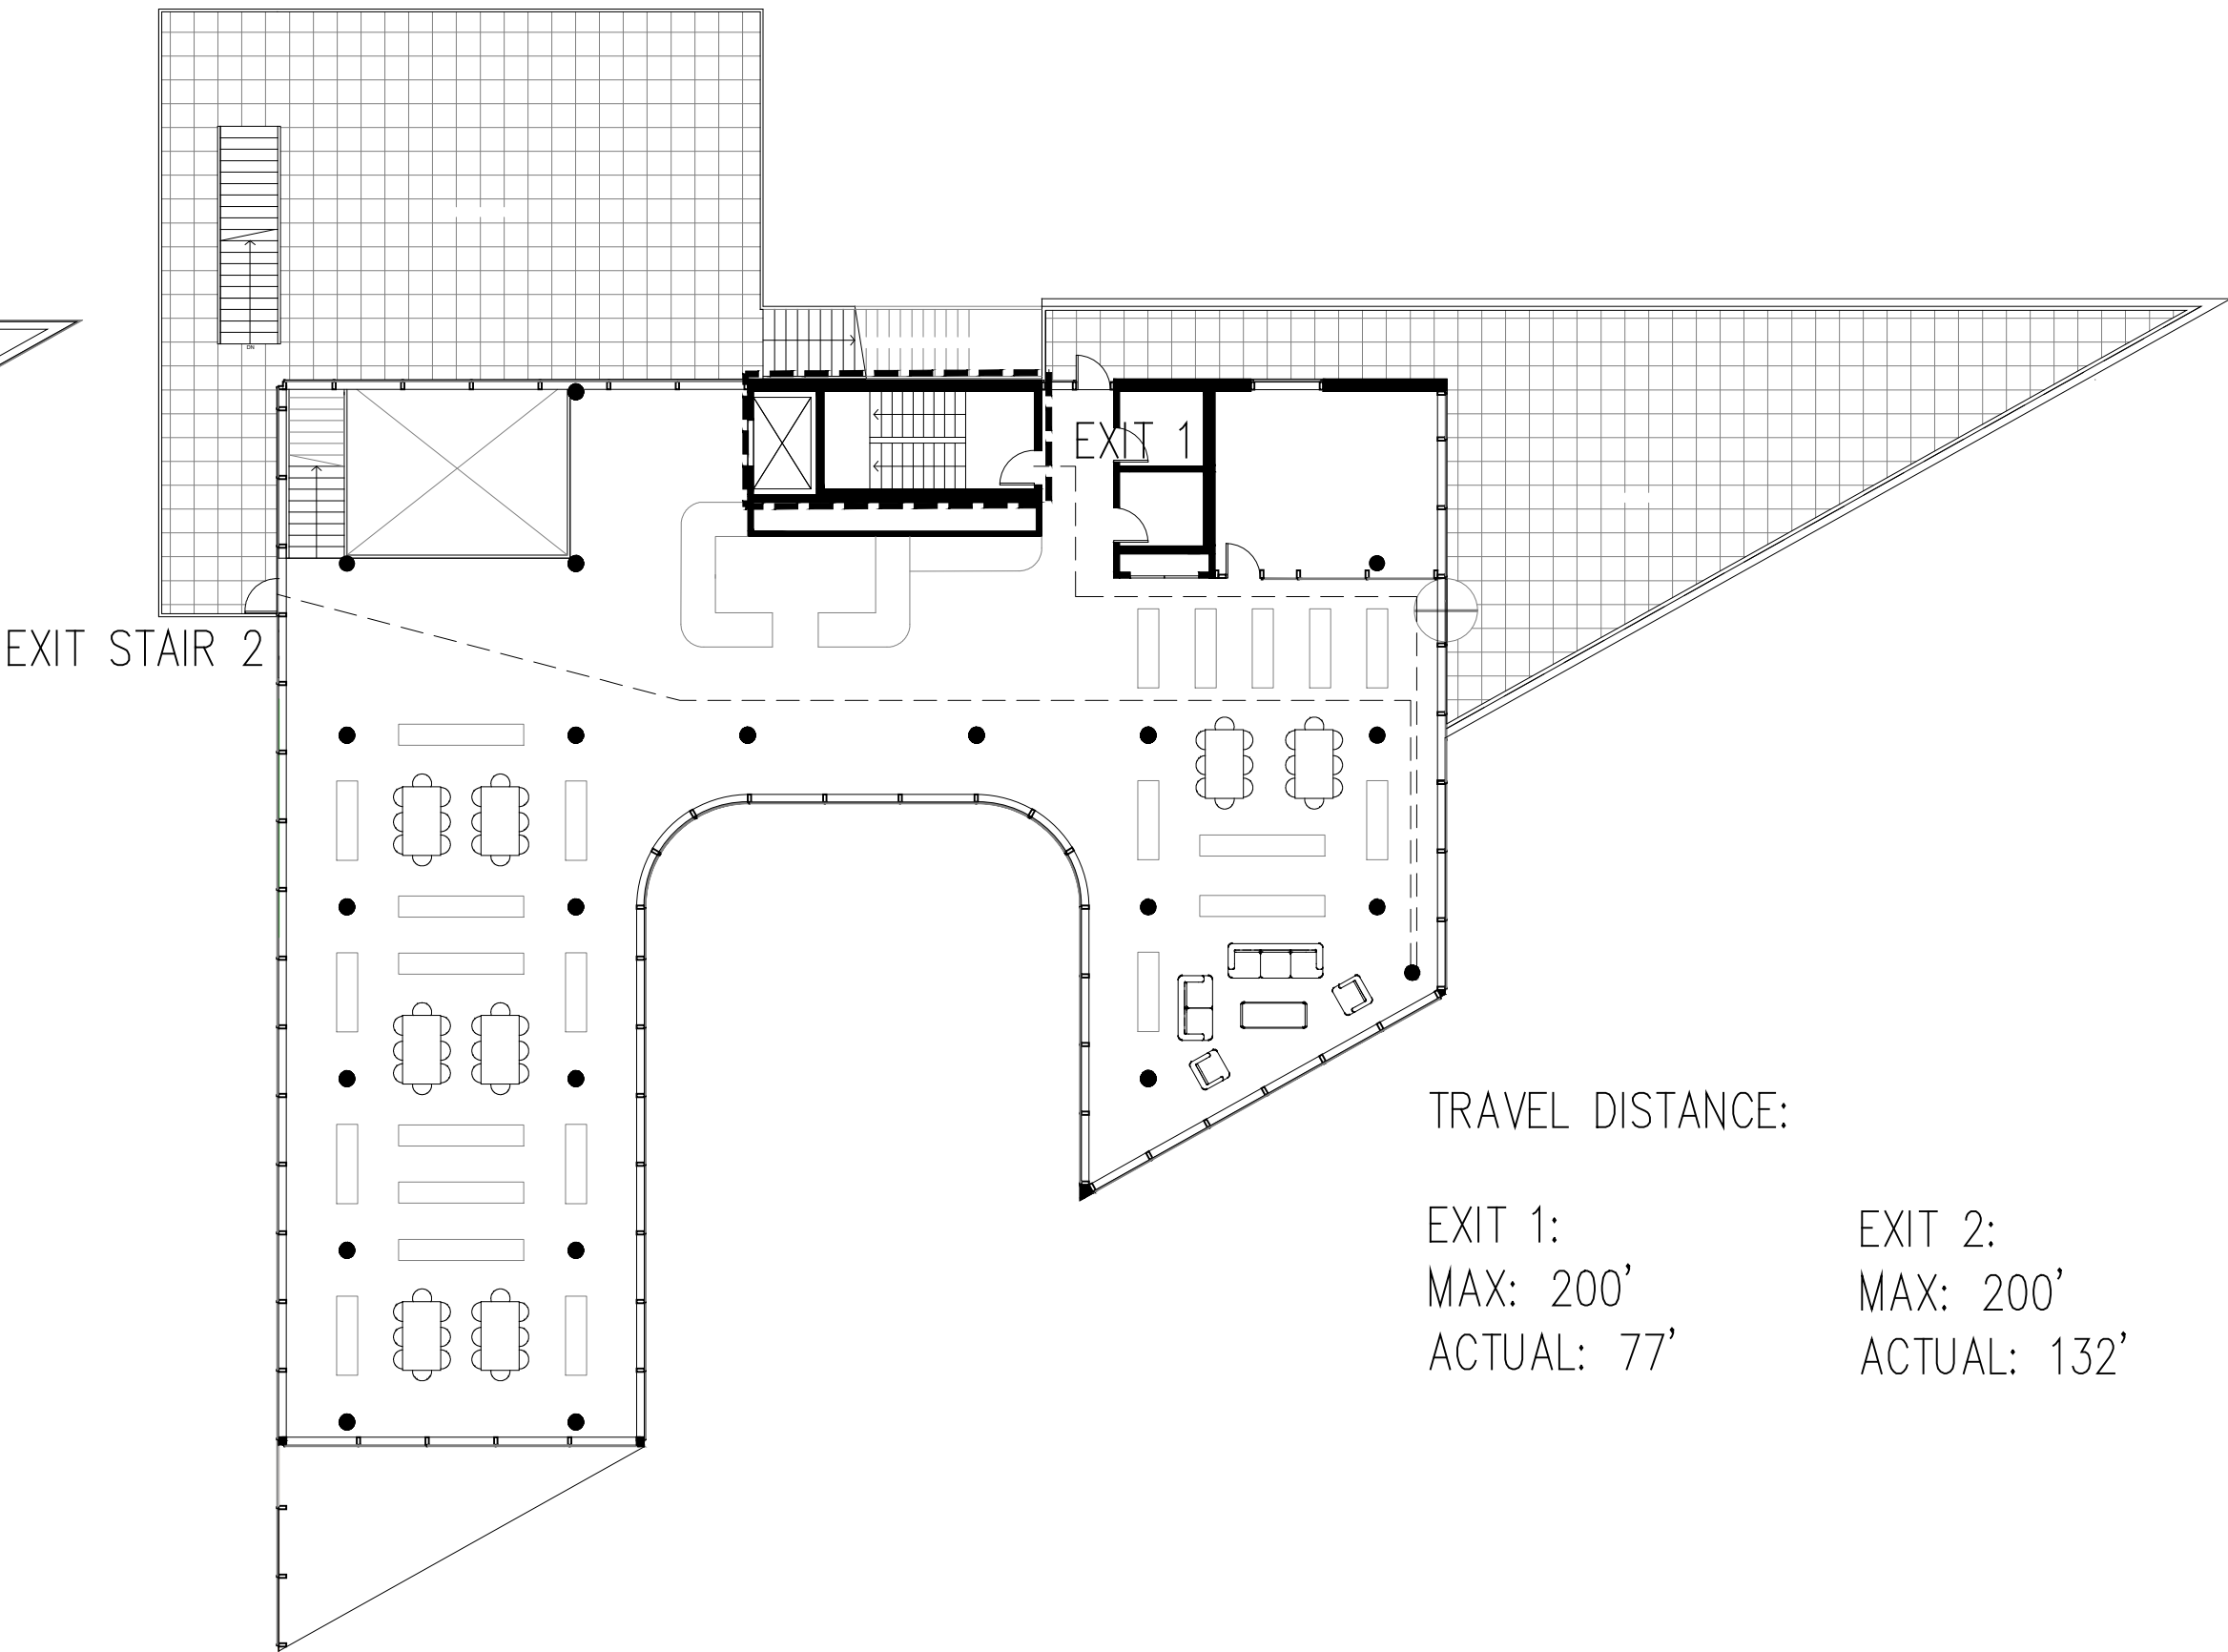 DN
EXIT 1
EXIT STAIR 2
TRAVEL DISTANCE:
EXIT 1:
MAX: 200'
ACTUAL: 77'
EXIT 2:
MAX: 200'
ACTUAL: 132'